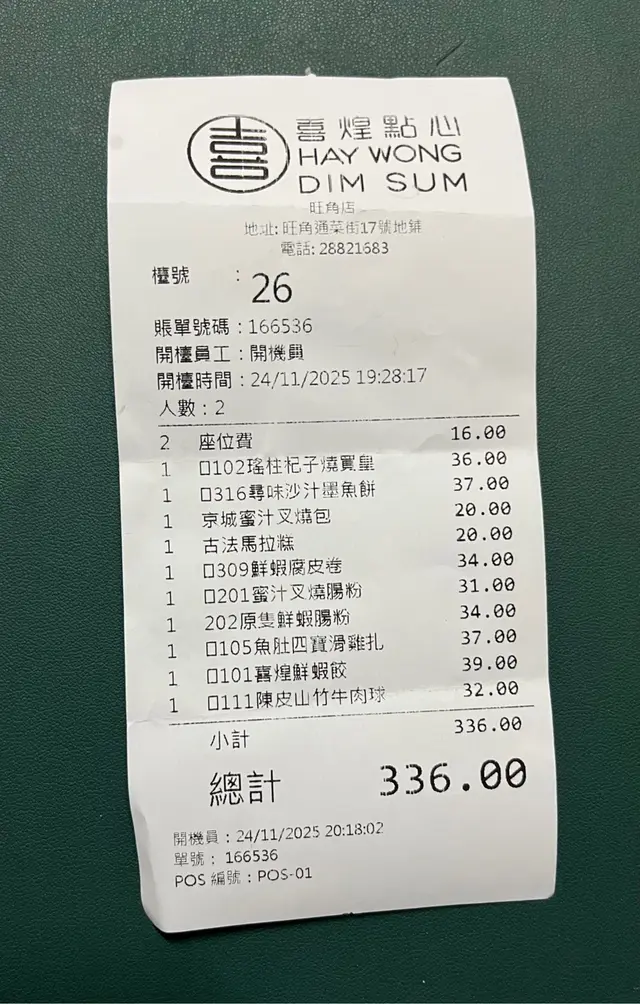 喜煌點心
HAY WONG
DIM SUM
旺角店
地址: 旺角通菜街17號地鋪
電話: 28821683
檯號 : 26
賬單號碼 : 166536
開檯員工 : 開機員
開檯時間 : 24/11/2025 19:28:17
人數 : 2
2 座位費 16.00
1 口102瑤柱杞子燒賣皇 36.00
1 口316尋味沙汁墨魚餅 37.00
1 京城蜜汁叉燒包 20.00
1 古法馬拉糕 20.00
1 口309鮮蝦腐皮卷 34.00
1 口201蜜汁叉燒腸粉 31.00
1 202原隻鮮蝦腸粉 34.00
1 口105魚肚四寶滑雞扎 37.00
1 口101喜煌鮮蝦餃 39.00
1 口111陳皮山竹牛肉球 32.00
小計 336.00
總計 336.00
開機員 : 24/11/2025 20:18:02
單號 : 166536
POS 編號 : POS-01